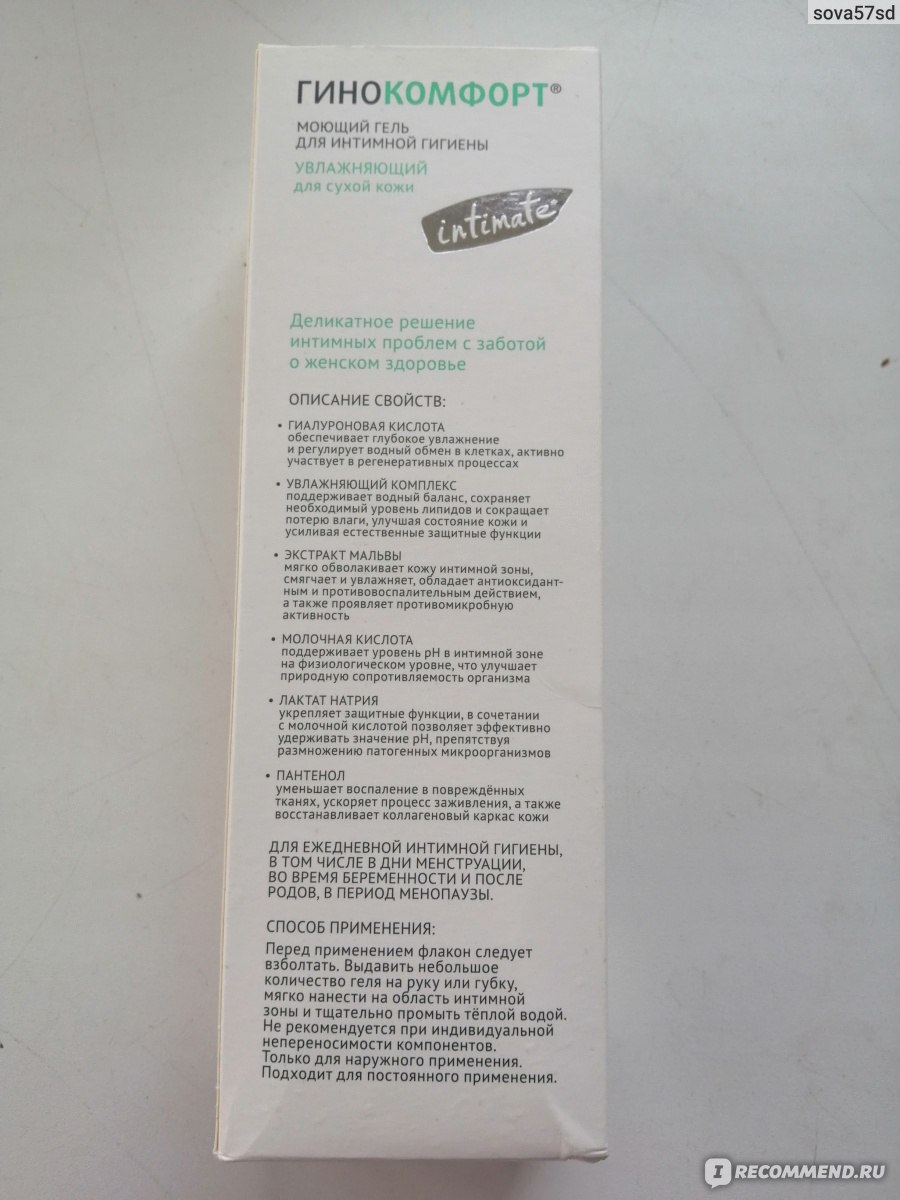 sova57sd
ГИНОКОМФОРТ®
МОЮЩИЙ ГЕЛЬ
ДЛЯ ИНТИМНОЙ ГИГИЕНЫ
УВЛАЖНЯЮЩИЙ
для сухой кожи
intimate
Деликатное решение
интимных проблем с заботой
о женском здоровье
ОПИСАНИЕ СВОЙСТВ:
• ГИАЛУРОНОВАЯ КИСЛОТА
обеспечивает глубокое увлажнение
и регулирует водный обмен в клетках, активно
участвует в регенеративных процессах
• УВЛАЖНЯЮЩИЙ КОМПЛЕКС
поддерживает водный баланс, сохраняет
необходимый уровень липидов и сокращает
потерю влаги, улучшая состояние кожи и
усиливая естественные защитные функции
• ЭКСТРАКТ МАЛЬВЫ
мягко обволакивает кожу интимной зоны,
смягчает и увлажняет, обладает антиоксидант-
ным и противовоспалительным действием,
а также проявляет противомикробную
активность
• МОЛОЧНАЯ КИСЛОТА
поддерживает уровень pH в интимной зоне
на физиологическом уровне, что улучшает
природную сопротивляемость организма
• ЛАКТАТ НАТРИЯ
укрепляет защитные функции, в сочетании
с молочной кислотой позволяет эффективно
удерживать значение pH, препятствуя
размножению патогенных микроорганизмов
• ПАНТЕНОЛ
уменьшает воспаление в повреждённых
тканях, ускоряет процесс заживления, а также
восстанавливает коллагеновый каркас кожи
ДЛЯ ЕЖЕДНЕВНОЙ ИНТИМНОЙ ГИГИЕНЫ,
В ТОМ ЧИСЛЕ В ДНИ МЕНСТРУАЦИИ,
ВО ВРЕМЯ БЕРЕМЕННОСТИ И ПОСЛЕ
РОДОВ, В ПЕРИОД МЕНОПАУЗЫ.
СПОСОБ ПРИМЕНЕНИЯ:
Перед применением флакон следует
взболтать. Выдавить небольшое
количество геля на руку или губку,
мягко нанести на область интимной
зоны и тщательно промыть тёплой водой.
Не рекомендуется при индивидуальной
непереносимости компонентов.
Только для наружного применения.
Подходит для постоянного применения.
IRECOMMEND.RU